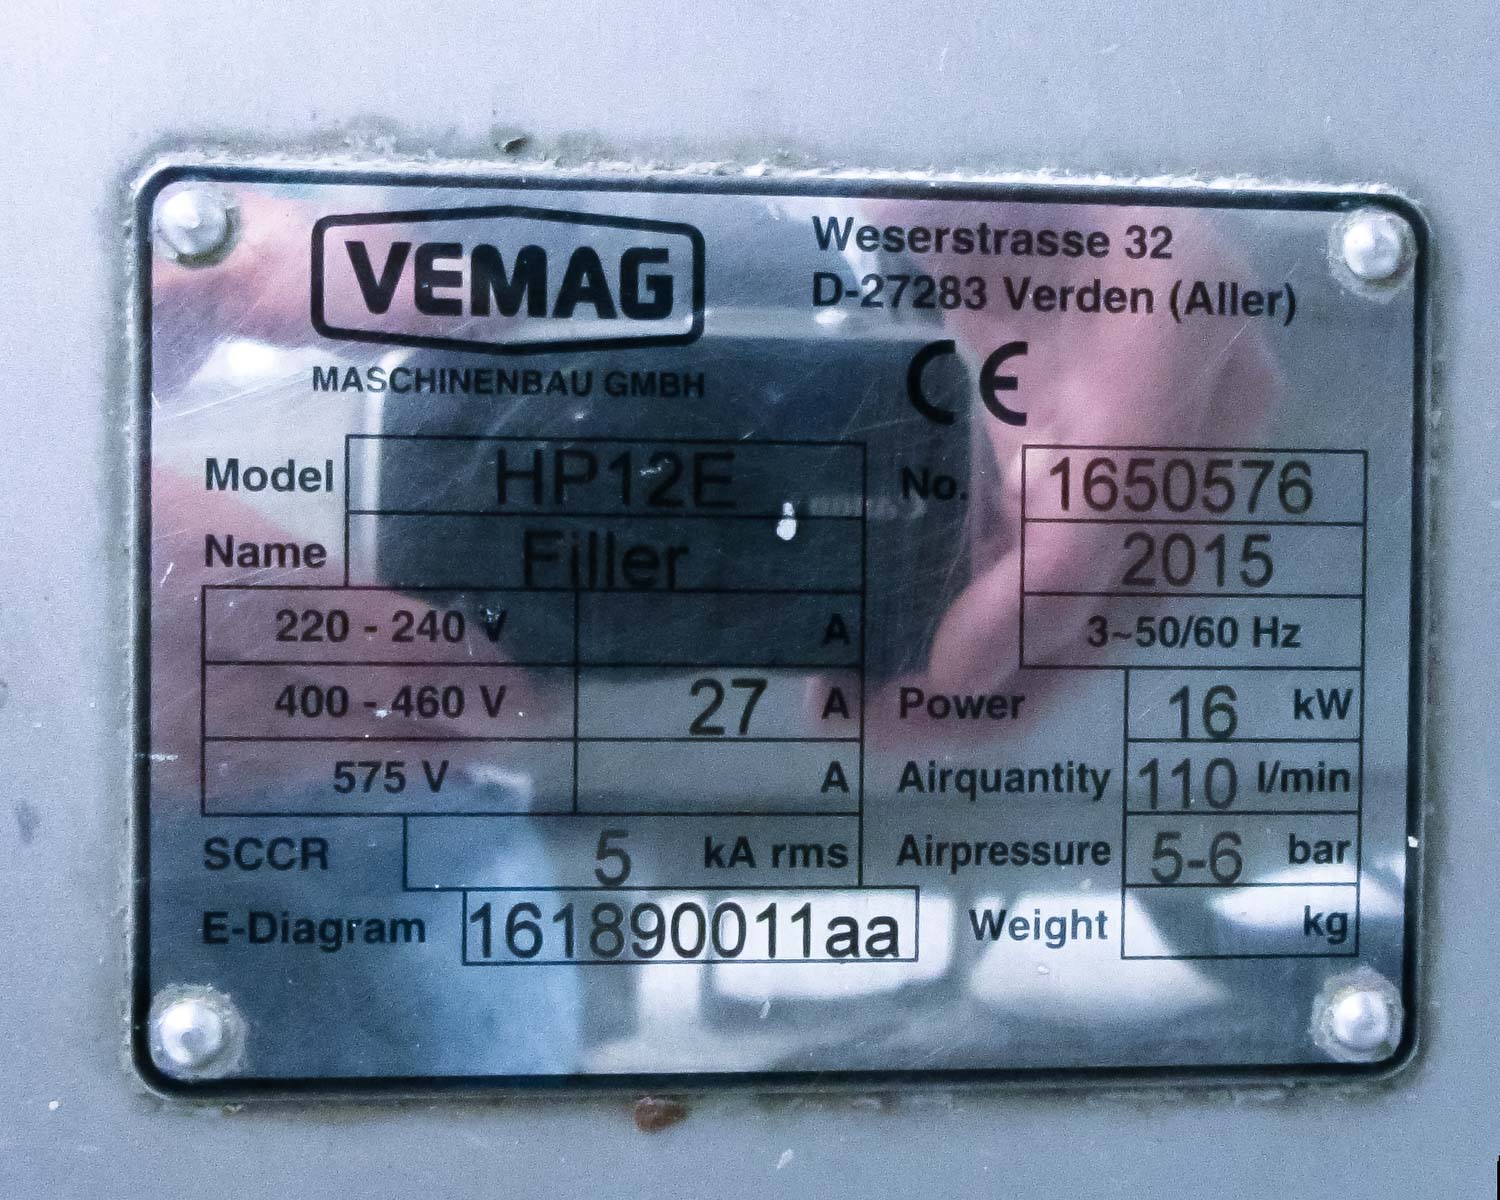 VEMAG
MASCHINENBAU GMBH
Weserstrasse 32
D-27283 Verden (Aller)
CE
Model HP12E No. 1650576
Name Filler 2015
220 - 240 V A 3~50/60 Hz
400 - 460 V 27 A Power 16 kW
575 V A Airquantity 110 l/min
SCCR 5 kA rms Airpressure 5-6 bar
E-Diagram 161890011aa Weight kg